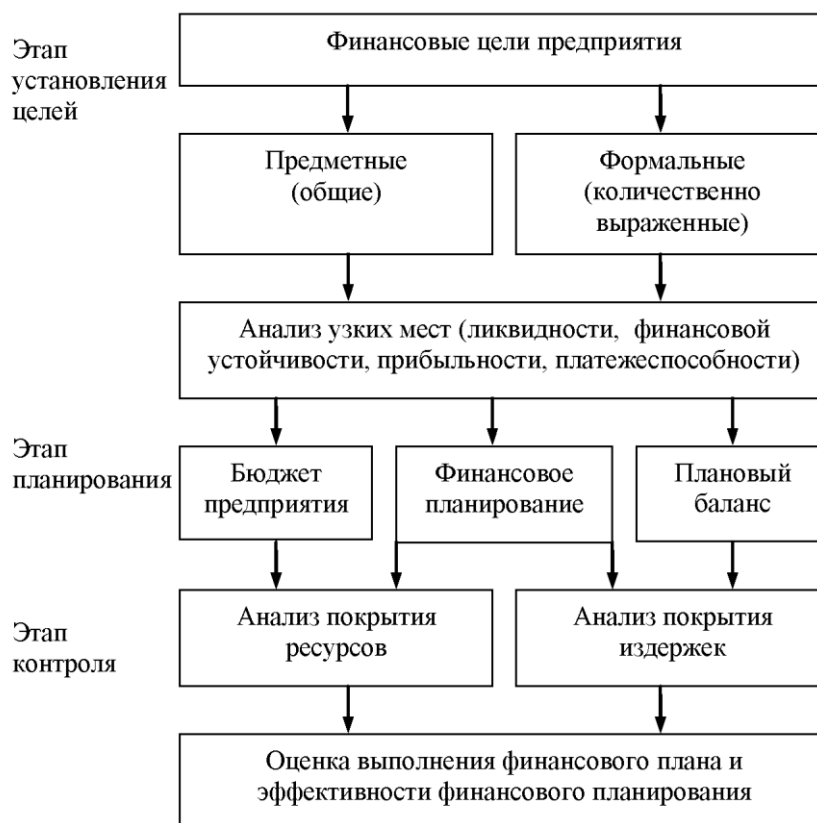 Этап
установления
целей
Финансовые цели предприятия
Предметные
(общие)
Формальные
(количественно
выраженные)
Анализ узких мест (ликвидности, финансовой
устойчивости, прибыльности, платежеспособности)
Этап
планирования
Бюджет
предприятия
Финансовое
планирование
Плановый
баланс
Этап
контроля
Анализ покрытия
ресурсов
Анализ покрытия
издержек
Оценка выполнения финансового плана и
эффективности финансового планирования